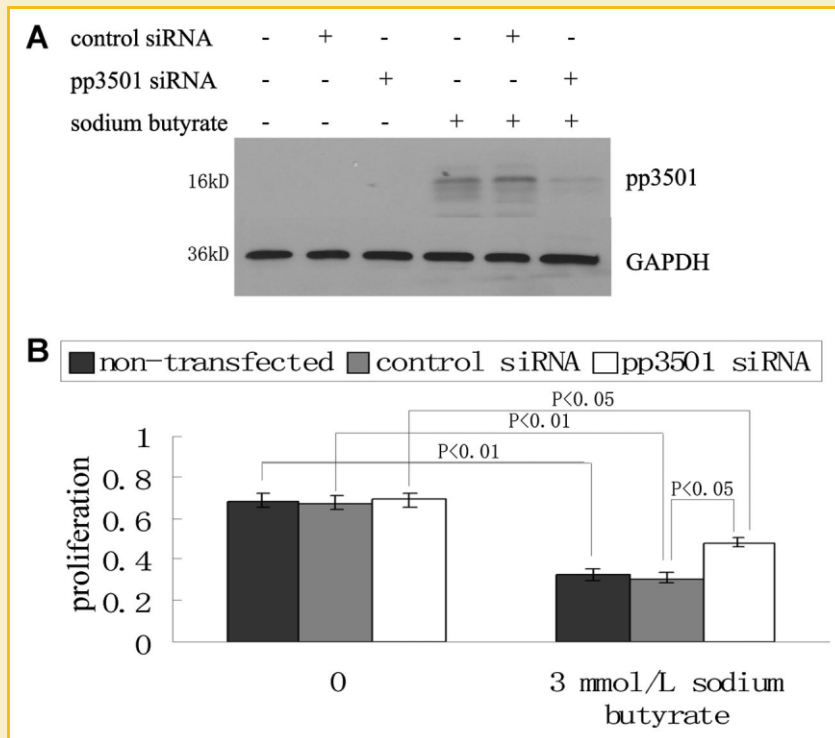 A
control siRNA - + - - + -
pp3501 siRNA - - + - - +
sodium butyrate - - - + + +
16kD pp3501
36kD GAPDH
B
non-transfected control siRNA pp3501 siRNA
P<0.05
P<0.01
P<0.01
P<0.05
proliferation
1
0.8
0.6
0.4
0.2
0
0 3 mmol/L sodium
butyrate